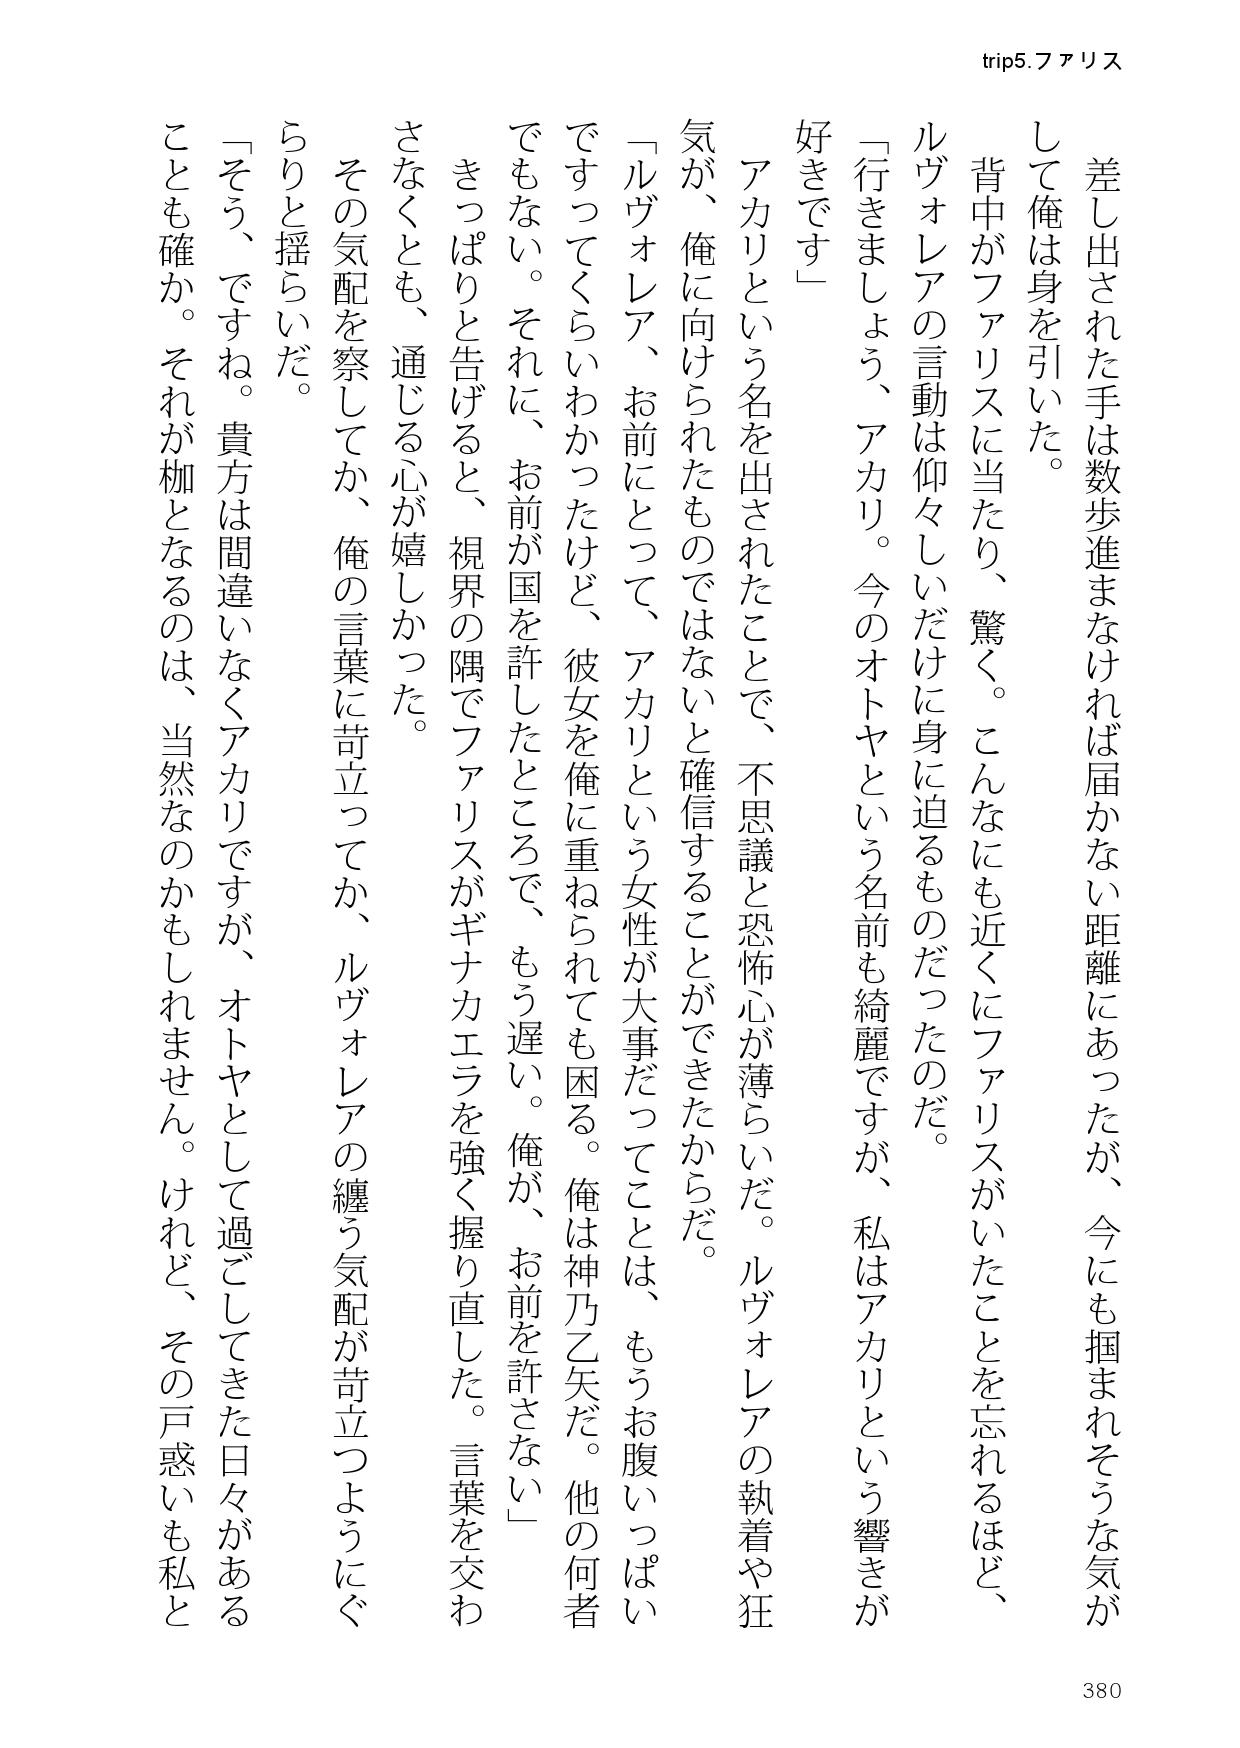 trip5.ファリス
差し出された手は数歩進まなければ届かない距離にあったが、今にも掴まれそうな気が
して俺は身を引いた。
背中がファリスに当たり、驚く。こんなにも近くにファリスがいたことを忘れるほど、
ルヴォレアの言動は仰々しいだけに身に迫るものだったのだ。
「行きましょう、アカリ。今のオトヤという名前も綺麗ですが、私はアカリという響きが
好きです」
アカリという名を出されたことで、不思議と恐怖心が薄らいだ。ルヴォレアの執着や狂
気が、俺に向けられたものではないと確信することができたからだ。
「ルヴォレア、お前にとって、アカリという女性が大事だってことは、もうお腹いっぱい
ですってくらいわかったけど、彼女を俺に重ねられても困る。俺は神乃乙矢だ。他の何者
でもない。それに、お前が国を許したところで、もう遅い。俺が、お前を許さない」
きっぱりと告げると、視界の隅でファリスがギナカエラを強く握り直した。言葉を交わ
さなくとも、通じる心が嬉しかった。
その気配を察してか、俺の言葉に苛立ってか、ルヴォレアの纏う気配が苛立つようにぐ
らりと揺らいだ。
「そう、ですね。貴方は間違いなくアカリですが、オトヤとして過ごしてきた日々がある
ことも確か。それが枷となるのは、当然なのかもしれません。けれど、その戸惑いも私と
380